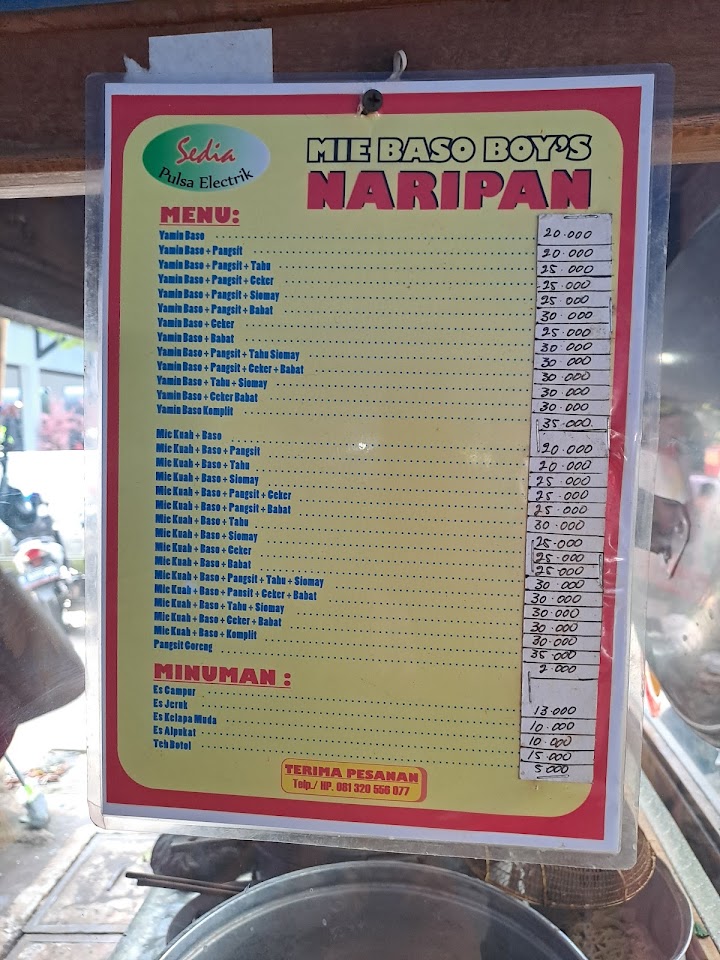 Sedia
Pulsa Electrik
MIE BASO BOY'S
NARIPAN
MENU:
Yamin Baso 20.000
Yamin Baso + Pangsit 20.000
Yamin Baso + Pangsit + Tahu 25.000
Yamin Baso + Pangsit + Ceker 25.000
Yamin Baso + Pangsit + Siomay 25.000
Yamin Baso + Pangsit + Babat 30.000
Yamin Baso + Ceker 25.000
Yamin Baso + Babat 30.000
Yamin Baso + Pangsit + Tahu Siomay 30.000
Yamin Baso + Pangsit + Ceker + Babat 30.000
Yamin Baso + Tahu + Siomay 30.000
Yamin Baso + Ceker Babat 30.000
Yamin Baso Komplit 35.000
Mie Kuah + Baso 20.000
Mie Kuah + Baso + Pangsit 20.000
Mie Kuah + Baso + Tahu 25.000
Mie Kuah + Baso + Siomay 25.000
Mie Kuah + Baso + Pangsit + Ceker 25.000
Mie Kuah + Baso + Pangsit + Babat 30.000
Mie Kuah + Baso + Tahu 25.000
Mie Kuah + Baso + Siomay 25.000
Mie Kuah + Baso + Ceker 25.000
Mie Kuah + Baso + Babat 30.000
Mie Kuah + Baso + Pangsit + Tahu + Siomay 30.000
Mie Kuah + Baso + Pansit + Ceker + Babat 30.000
Mie Kuah + Baso + Tahu + Siomay 30.000
Mie Kuah + Baso + Ceker + Babat 30.000
Mie Kuah + Baso + Komplit 35.000
Pangsit Goreng 2.000
MINUMAN :
Es Campur 13.000
Es Jeruk 10.000
Es Kelapa Muda 10.000
Es Alpukat 15.000
Teh Botol 5.000
TERIMA PESANAN
Telp./ HP. 081 320 556 077